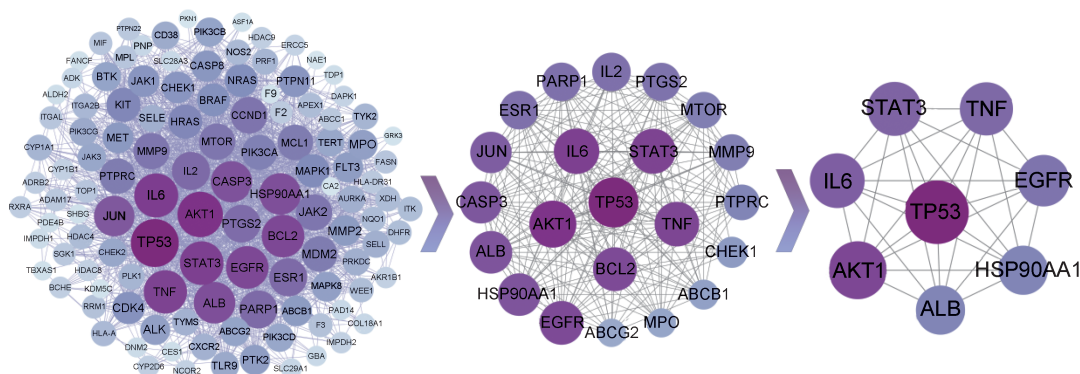 PKN1
ASF1A
PTPN22
CD38
PIK3CB
HDAC9
MIF
PNP
NOS2
ERCC5
FANCF
MPL
SLC28A3
CASP8
PRF1
NAE1
ADK
BTK
JAK1
CHEK1
NRAS
PTPN11
TDP1
ALDH2
ITGA2B
KIT
BRAF
F9
APEX1
DAPK1
ITGAL
SELE
HRAS
CCND1
F2
ABCC1
TYK2
PIK3CG
MET
MTOR
MCL1
TERT
MPO
GRK3
CYP1A1
JAK3
MMP9
PIK3CA
CYP1B1
PTPRC
IL2
CASP3
MAPK1
FLT3
FASN
ADRB2
TOP1
IL6
HSP90AA1
CA2
HLA-DR31
ADAM17
AURKA
XDH
RXRA
SHBG
JUN
AKT1
PTGS2
JAK2
NQO1
ITK
PDE4B
MMP2
DHFR
IMPDH1
HDAC4
TP53
BCL2
SELL
SGK1
CHEK2
MDM2
PRKDC
TBXAS1
HDAC8
PLK1
STAT3
EGFR
ESR1
MAPK8
AKR1B1
BCHE
KDM5C
TNF
WEE1
RRM1
CDK4
ALB
PARP1
ABCB1
PAD14
HLA-A
ALK
TYMS
ABCG2
F3
COL18A1
DNM2
CXCR2
PIK3CD
IMPDH2
CYP2D6
CES1
TLR9
PTK2
GBA
NCOR2
SLC29A1
IL2
PARP1
PTGS2
ESR1
MTOR
JUN
IL6
STAT3
MMP9
CASP3
TP53
PTPRC
AKT1
TNF
ALB
BCL2
CHEK1
HSP90AA1
ABCB1
EGFR
ABCG2
MPO
STAT3
TNF
IL6
EGFR
TP53
AKT1
HSP90AA1
ALB